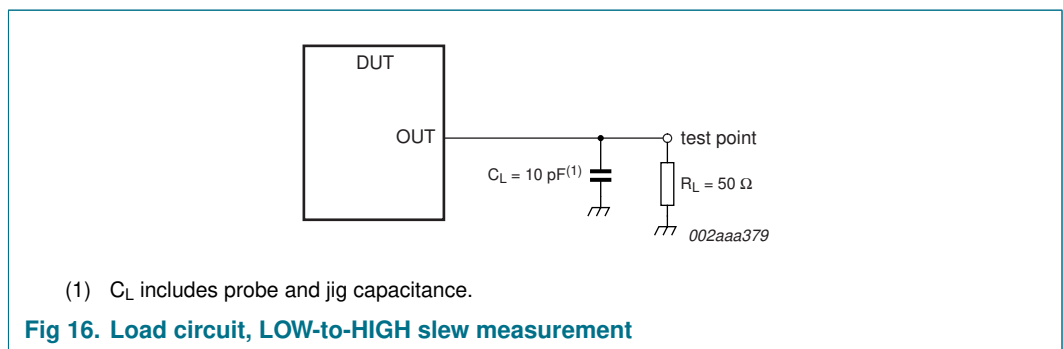 DUT
OUT
test point
C_L = 10 pF(1)
R_L = 50 Ω
002aaa379
(1) C_L includes probe and jig capacitance.
Fig 16. Load circuit, LOW-to-HIGH slew measurement